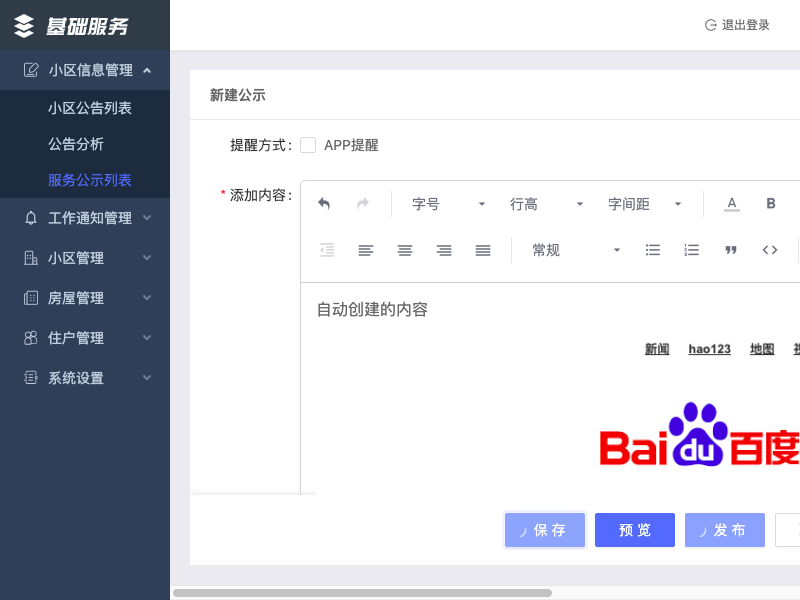 基础服务
退出登录
小区信息管理
小区公告列表
公告分析
服务公示列表
工作通知管理
小区管理
房屋管理
住户管理
系统设置
新建公示
提醒方式： APP提醒
* 添加内容：
字号 行高 字间距 A B
常规
自动创建的内容
新闻 hao123 地图
Bai du 百度
保存 预览 发布